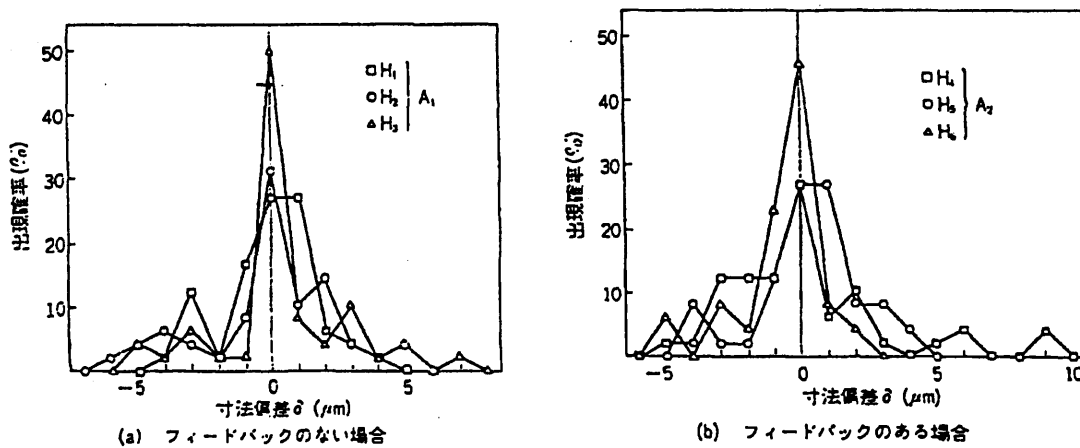 50
40
30
20
10
出現確率(%)
□H₁
○H₂ A₁
△H₃
-5 0 5
寸法偏差δ (μm)
(a) フィードバックのない場合
50
40
30
20
10
出現確率(%)
□H₄
○H₅ A₂
△H₆
-5 0 5 10
寸法偏差δ (μm)
(b) フィードバックのある場合